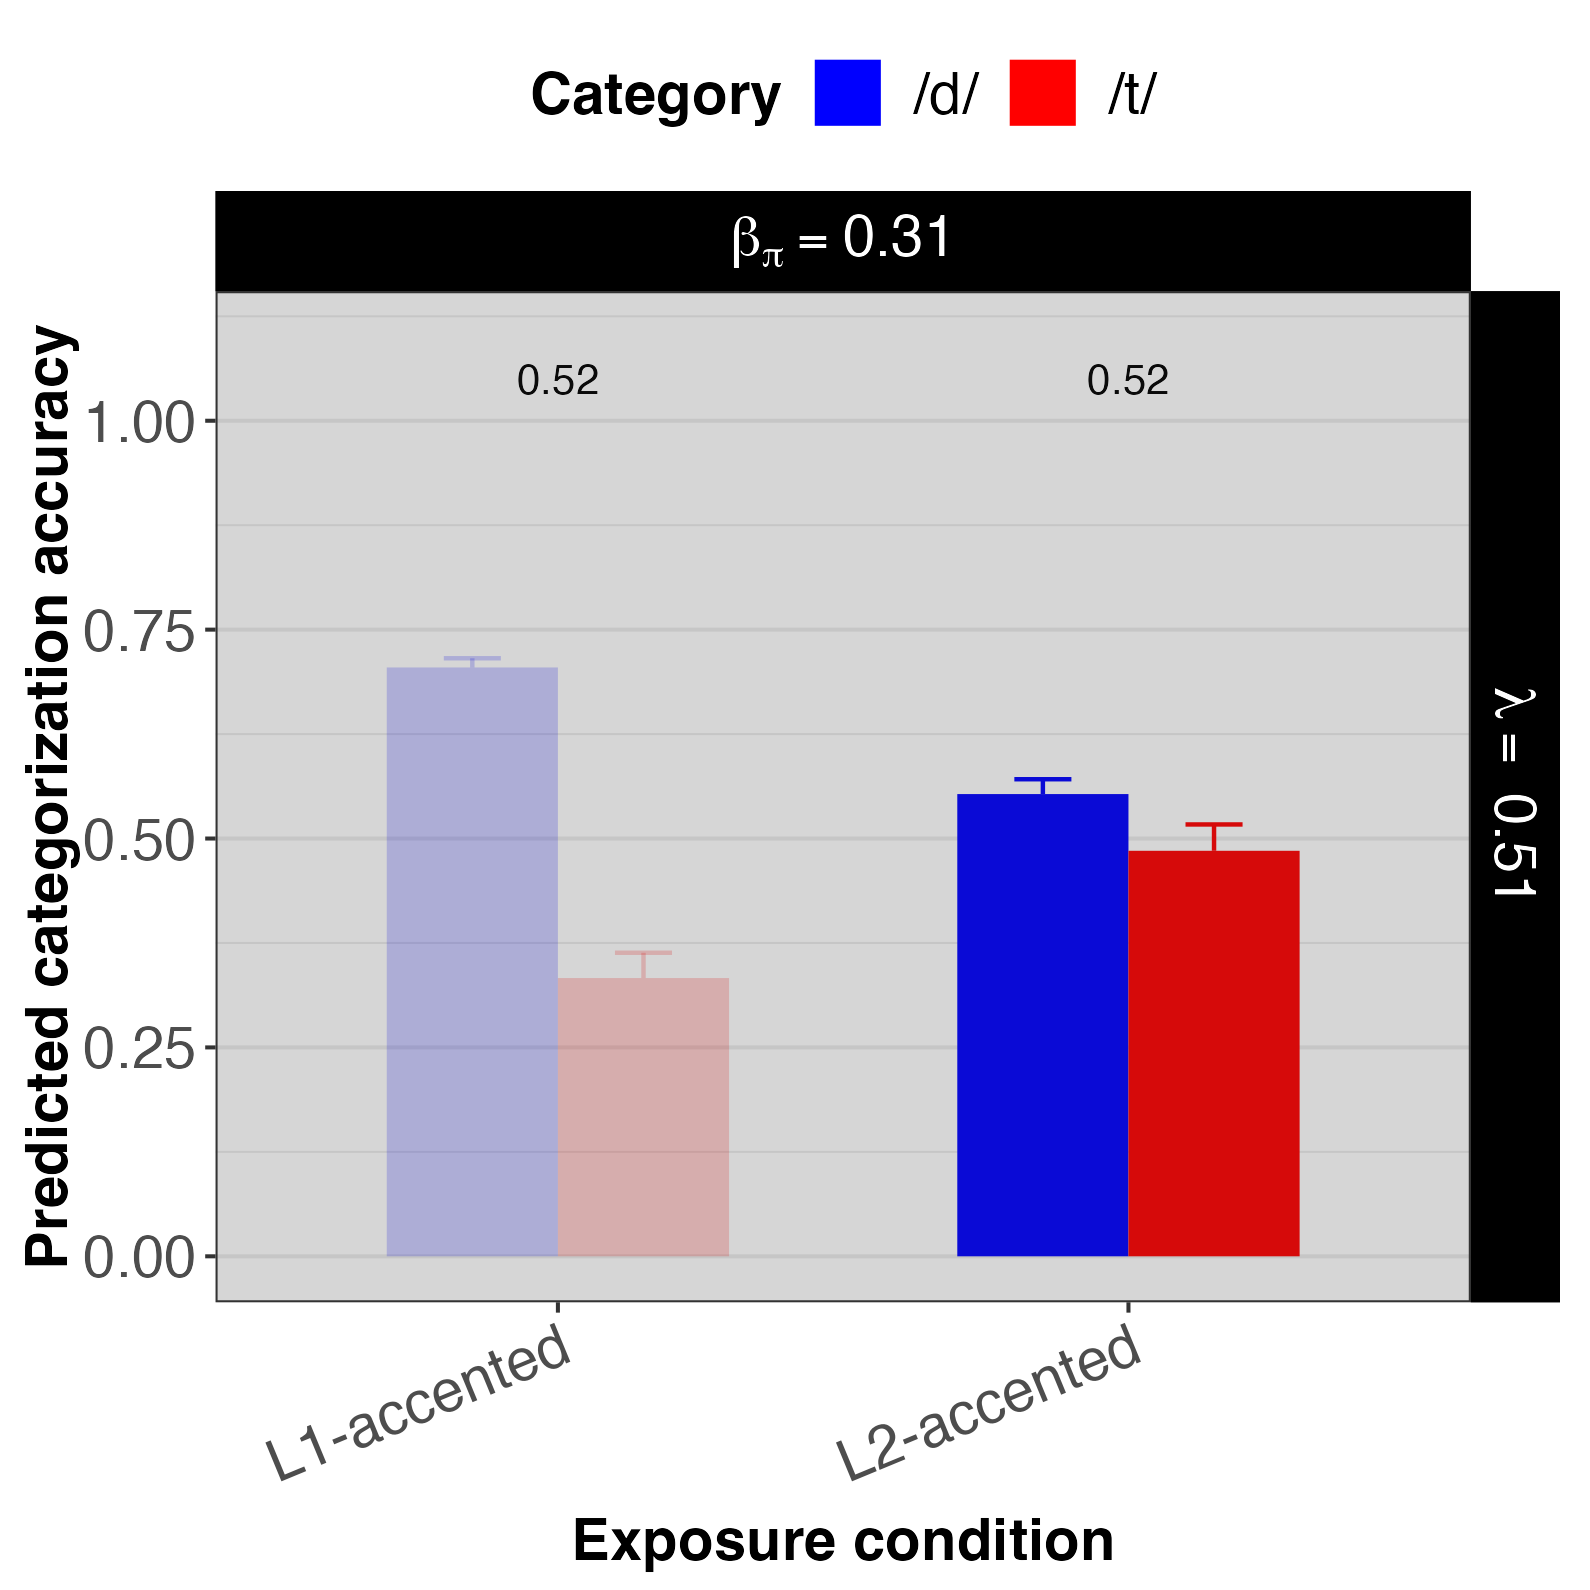 Category /d/ /t/
βπ = 0.31
0.52 0.52
1.00
0.75
0.50
0.25
0.00
Predicted categorization accuracy
λ = 0.51
L1-accented L2-accented
Exposure condition